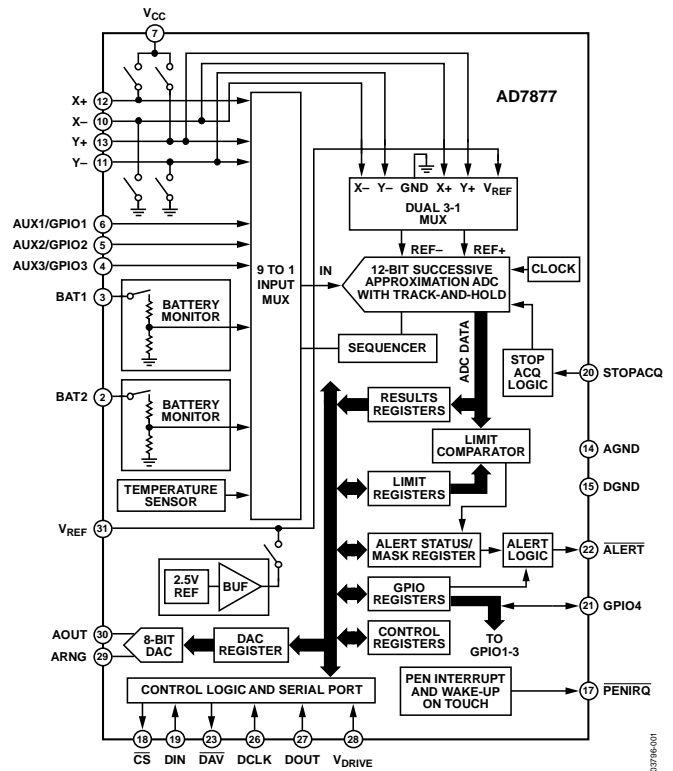 VCC
7
AD7877
X+ 12
X– 10
Y+ 13
Y– 11
X– Y– GND X+ Y+ VREF
DUAL 3-1
MUX
REF– REF+
AUX1/GPIO1 6
AUX2/GPIO2 5
AUX3/GPIO3 4
9 TO 1
INPUT
MUX
IN
12-BIT SUCCESSIVE
APPROXIMATION ADC
WITH TRACK-AND-HOLD
CLOCK
BAT1 3
BATTERY
MONITOR
SEQUENCER
ADC DATA
STOP
ACQ
LOGIC
20 STOPACQ
BAT2 2
BATTERY
MONITOR
RESULTS
REGISTERS
LIMIT
COMPARATOR
14 AGND
LIMIT
REGISTERS
15 DGND
TEMPERATURE
SENSOR
VREF 31
ALERT STATUS/
MASK REGISTER
ALERT
LOGIC
22 ALERT
2.5V
REF
BUF
GPIO
REGISTERS
21 GPIO4
TO
GPIO1-3
AOUT 30
ARNG 29
8-BIT
DAC
DAC
REGISTER
CONTROL
REGISTERS
CONTROL LOGIC AND SERIAL PORT
PEN INTERRUPT
AND WAKE-UP
ON TOUCH
17 PENIRQ
18 19 23 26 27 28
CS DIN DAV DCLK DOUT VDRIVE
03796-001